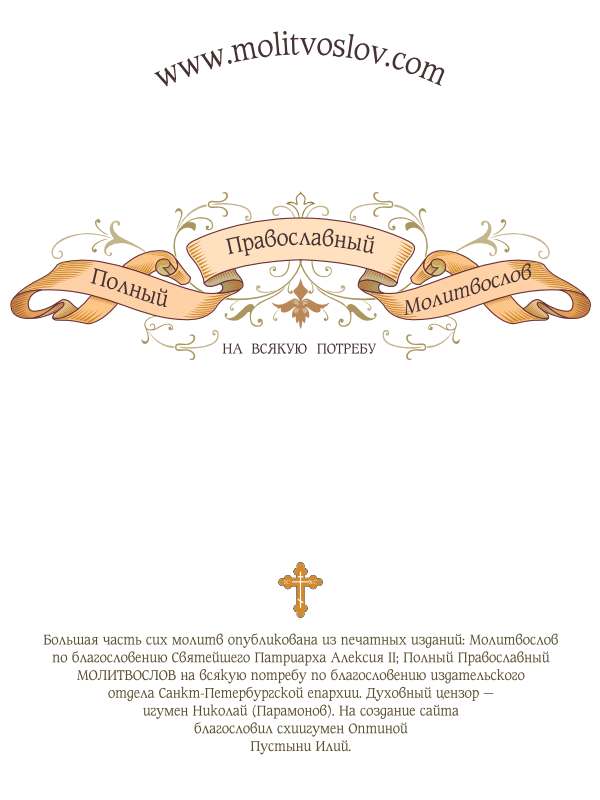 www.molitvoslov.com
Полный Православный Молитвослов
НА ВСЯКУЮ ПОТРЕБУ
IC XC
Большая часть сих молитв опубликована из печатных изданий: Молитвослов
по благословению Святейшего Патриарха Алексия II; Полный Православный
МОЛИТВОСЛОВ на всякую потребу по благословению издательского
отдела Санкт-Петербургской епархии. Духовный цензор –
игумен Николай (Парамонов). На создание сайта
благословил схиигумен Оптиной
Пустыни Илий.